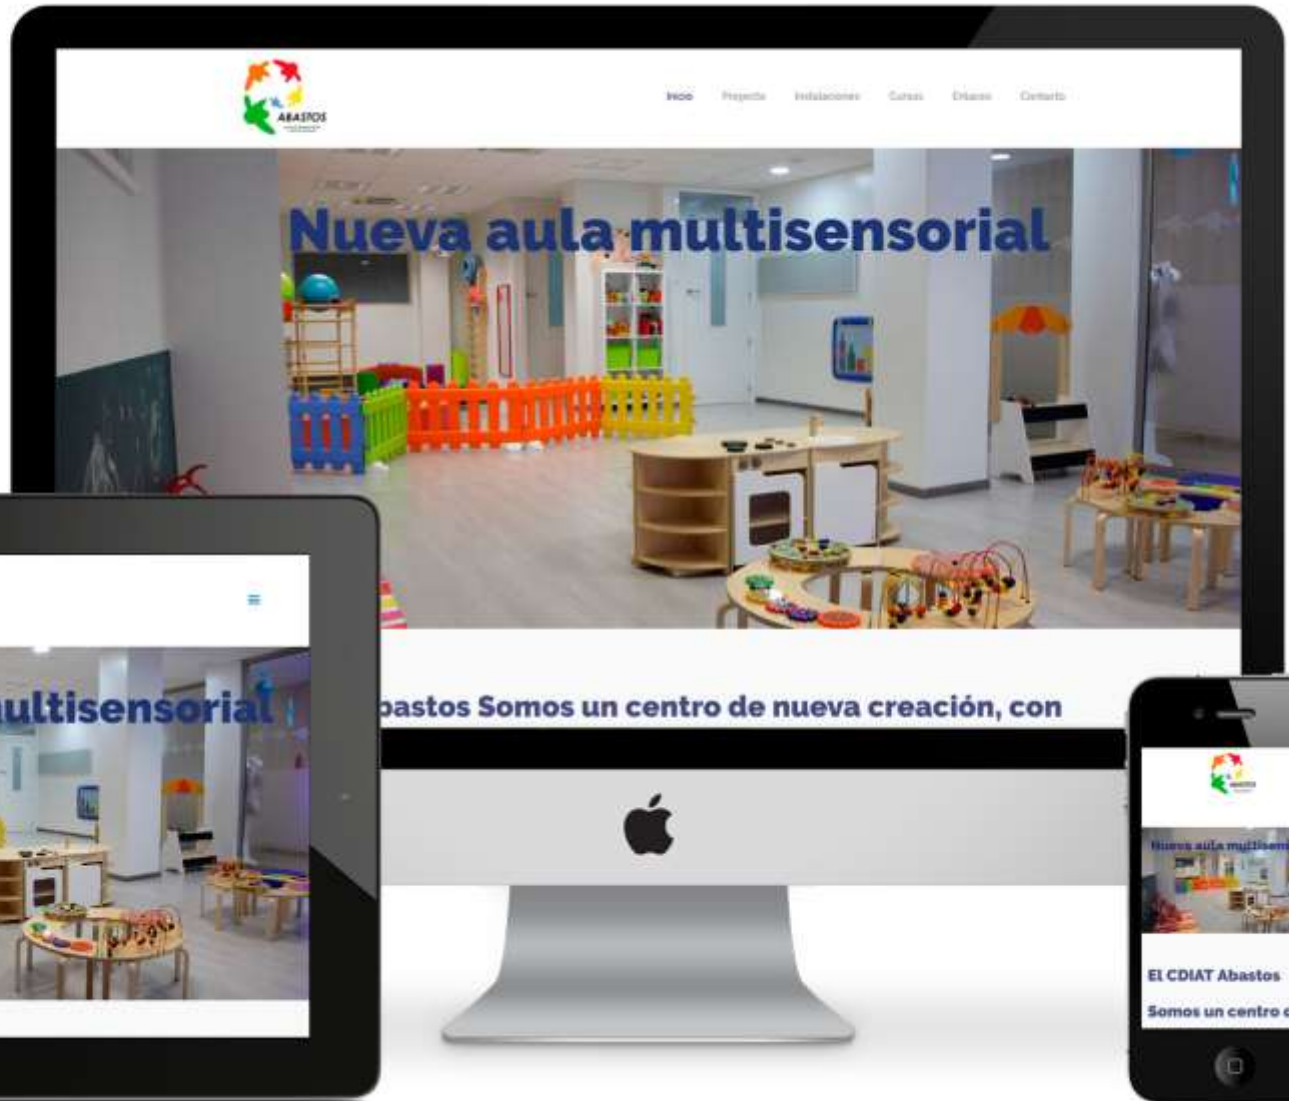 ABASTOS
Inicio Proyecto Instalaciones Cursos Enlaces Contacto
Nueva aula multisensorial
bastos Somos un centro de nueva creación, con
ultisensorial
ABASTOS
Nueva aula multisen
El CDIAT Abastos
Somos un centro d